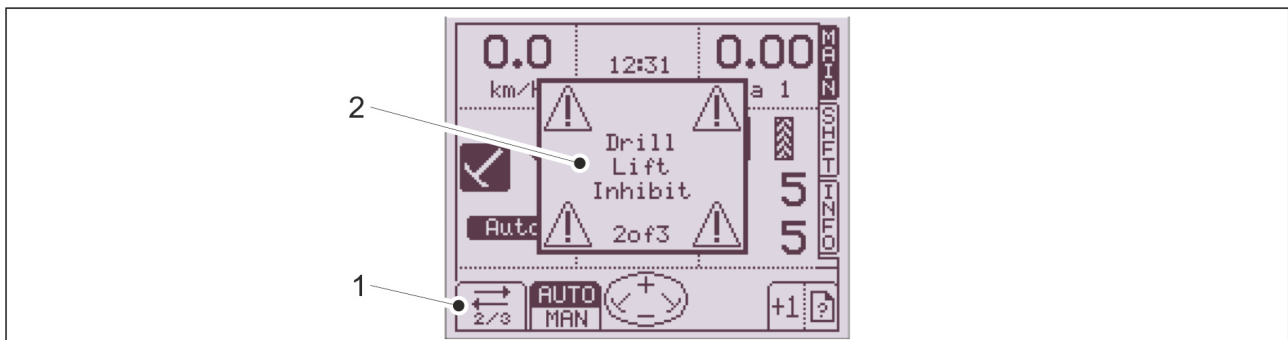 0.0
12:31
0.00
km/h
a 1
MAIN
SHFT
INFO
2
Drill
Lift
Inhibit
2of3
5
5
Auto
1
2/3
AUTO
MAN
+
−
+1
?